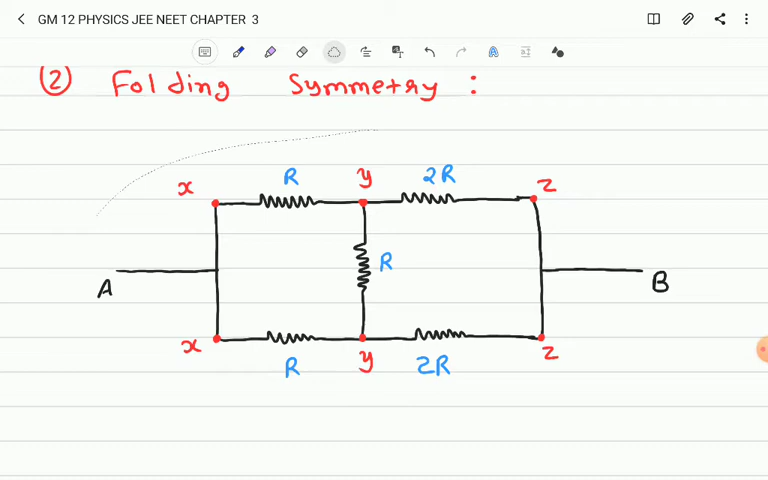 GM 12 PHYSICS JEE NEET CHAPTER 3
(2) Folding Symmetry :
x R y 2R z
A R B
x R y 2R z